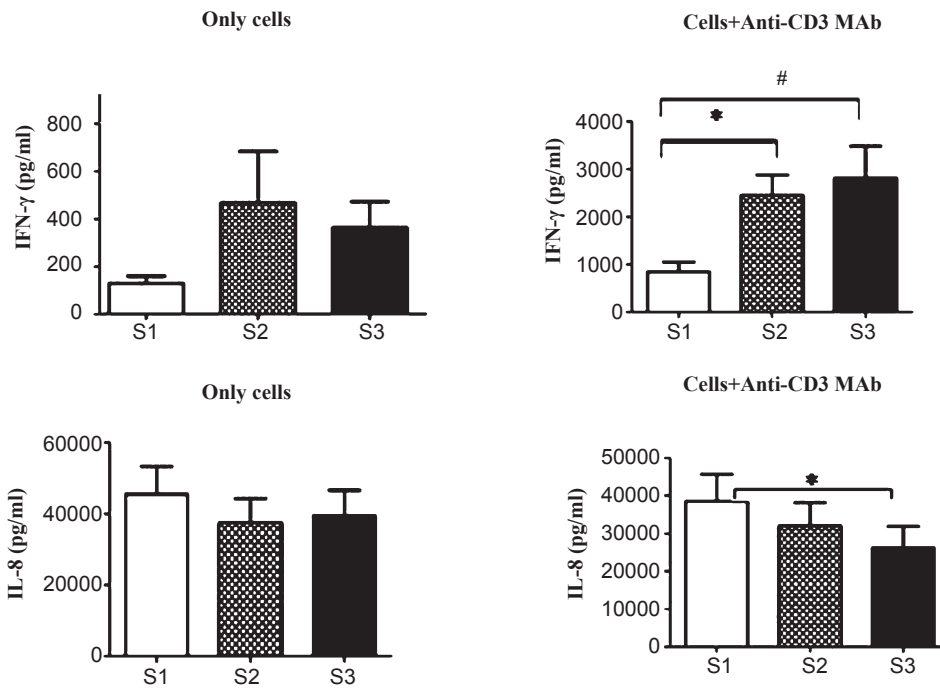 Only cells
IFN-γ (pg/ml)
800
600
400
200
0
S1 S2 S3
Cells+Anti-CD3 MAb
#
*
IFN-γ (pg/ml)
4000
3000
2000
1000
0
S1 S2 S3
Only cells
IL-8 (pg/ml)
60000
40000
20000
0
S1 S2 S3
Cells+Anti-CD3 MAb
*
IL-8 (pg/ml)
50000
40000
30000
20000
10000
0
S1 S2 S3